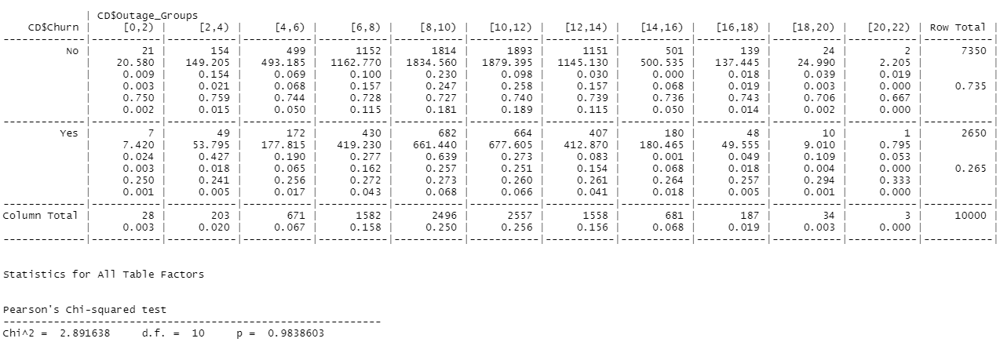 | CD$Outage_Groups
CD$Churn | [0,2) | [2,4) | [4,6) | [6,8) | [8,10) | [10,12) | [12,14) | [14,16) | [16,18) | [18,20) | [20,22) | Row Total |
-------------|-----------|-----------|-----------|-----------|-----------|-----------|-----------|-----------|-----------|-----------|-----------|-----------|
No | 21 | 154 | 499 | 1152 | 1814 | 1893 | 1151 | 501 | 139 | 24 | 2 | 7350 |
| 20.580 | 149.205 | 493.185 | 1162.770 | 1834.560 | 1879.395 | 1145.130 | 500.535 | 137.445 | 24.990 | 2.205 | |
| 0.009 | 0.154 | 0.069 | 0.100 | 0.230 | 0.098 | 0.030 | 0.000 | 0.018 | 0.039 | 0.019 | |
| 0.003 | 0.021 | 0.068 | 0.157 | 0.247 | 0.258 | 0.157 | 0.068 | 0.019 | 0.003 | 0.000 | 0.735 |
| 0.750 | 0.759 | 0.744 | 0.728 | 0.727 | 0.740 | 0.739 | 0.736 | 0.743 | 0.706 | 0.667 | |
| 0.002 | 0.015 | 0.050 | 0.115 | 0.181 | 0.189 | 0.115 | 0.050 | 0.014 | 0.002 | 0.000 | |
-------------|-----------|-----------|-----------|-----------|-----------|-----------|-----------|-----------|-----------|-----------|-----------|-----------|
Yes | 7 | 49 | 172 | 430 | 682 | 664 | 407 | 180 | 48 | 10 | 1 | 2650 |
| 7.420 | 53.795 | 177.815 | 419.230 | 661.440 | 677.605 | 412.870 | 180.465 | 49.555 | 9.010 | 0.795 | |
| 0.024 | 0.427 | 0.190 | 0.277 | 0.639 | 0.273 | 0.083 | 0.001 | 0.049 | 0.109 | 0.053 | |
| 0.003 | 0.018 | 0.065 | 0.162 | 0.257 | 0.251 | 0.154 | 0.068 | 0.018 | 0.004 | 0.000 | 0.265 |
| 0.250 | 0.241 | 0.256 | 0.272 | 0.273 | 0.260 | 0.261 | 0.264 | 0.257 | 0.294 | 0.333 | |
| 0.001 | 0.005 | 0.017 | 0.043 | 0.068 | 0.066 | 0.041 | 0.018 | 0.005 | 0.001 | 0.000 | |
-------------|-----------|-----------|-----------|-----------|-----------|-----------|-----------|-----------|-----------|-----------|-----------|-----------|
Column Total | 28 | 203 | 671 | 1582 | 2496 | 2557 | 1558 | 681 | 187 | 34 | 3 | 10000 |
| 0.003 | 0.020 | 0.067 | 0.158 | 0.250 | 0.256 | 0.156 | 0.068 | 0.019 | 0.003 | 0.000 | |
-------------|-----------|-----------|-----------|-----------|-----------|-----------|-----------|-----------|-----------|-----------|-----------|-----------|
Statistics for All Table Factors
Pearson's Chi-squared test
------------------------------------------------------------
Chi^2 = 2.891638 d.f. = 10 p = 0.9838603